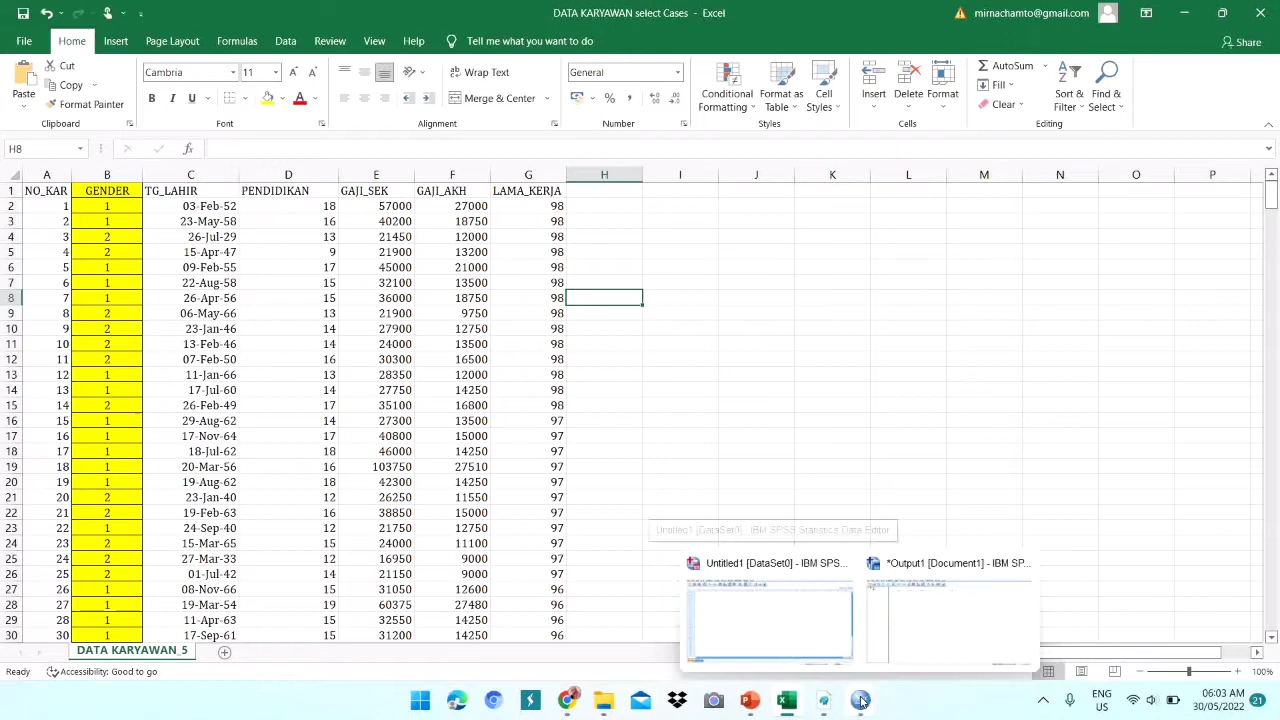 DATA KARYAWAN select Cases - Excel
mirnachamto@gmail.com
File Home Insert Page Layout Formulas Data Review View Help Tell me what you want to do Share
Paste
Cut
Copy
Format Painter
Cambria 11
B I U
Wrap Text
Merge & Center
General
% ,
Conditional Formatting
Format as Table
Cell Styles
Insert
Delete
Format
AutoSum
Fill
Clear
Sort & Filter
Find & Select
Clipboard Font Alignment Number Styles Cells Editing
H8 fx
A B C D E F G H I J K L M N O P
1 NO_KAR GENDER TG_LAHIR PENDIDIKAN GAJI_SEK GAJI_AKH LAMA_KERJA
2 1 1 03-Feb-52 18 57000 27000 98
3 2 1 23-May-58 16 40200 18750 98
4 3 2 26-Jul-29 13 21450 12000 98
5 4 2 15-Apr-47 9 21900 13200 98
6 5 1 09-Feb-55 17 45000 21000 98
7 6 1 22-Aug-58 15 32100 13500 98
8 7 1 26-Apr-56 15 36000 18750 98
9 8 2 06-May-66 13 21900 9750 98
10 9 2 23-Jan-46 14 27900 12750 98
11 10 2 13-Feb-46 14 24000 13500 98
12 11 2 07-Feb-50 16 30300 16500 98
13 12 1 11-Jan-66 13 28350 12000 98
14 13 1 17-Jul-60 14 27750 14250 98
15 14 2 26-Feb-49 17 35100 16800 98
16 15 1 29-Aug-62 14 27300 13500 97
17 16 1 17-Nov-64 17 40800 15000 97
18 17 1 18-Jul-62 18 46000 14250 97
19 18 1 20-Mar-56 16 103750 27510 97
20 19 1 19-Aug-62 18 42300 14250 97
21 20 2 23-Jan-40 12 26250 11550 97
22 21 2 19-Feb-63 16 38850 15000 97
23 22 1 24-Sep-40 12 21750 12750 97
24 23 2 15-Mar-65 15 24000 11100 97
25 24 2 27-Mar-33 12 16950 9000 97
26 25 2 01-Jul-42 15 21150 9000 97
27 26 1 08-Nov-66 15 31050 12600 96
28 27 1 19-Mar-54 19 60375 27480 96
29 28 1 11-Apr-63 15 32550 14250 96
30 30 1 17-Sep-61 15 31200 14250 96
Untitled1 [DataSet0] - IBM SPSS Statistics Data Editor
Untitled1 [DataSet0] - IBM SPS...
*Output1 [Document1] - IBM SP...
DATA KARYAWAN_5
Ready Accessibility: Good to go 100%
ENG US
06:03 AM
30/05/2022
21